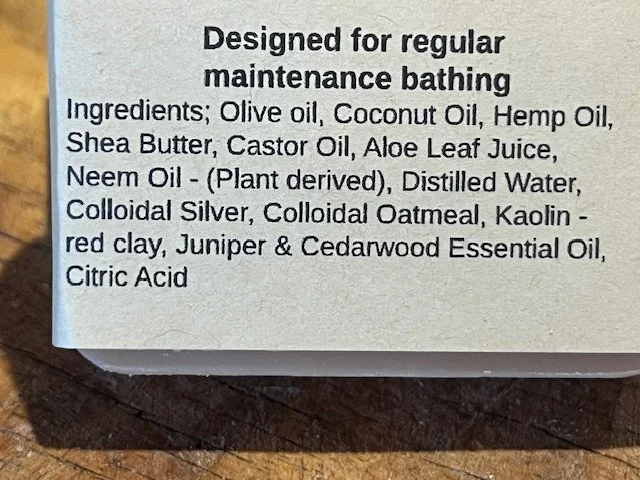 Designed for regular
maintenance bathing
Ingredients; Olive oil, Coconut Oil, Hemp Oil,
Shea Butter, Castor Oil, Aloe Leaf Juice,
Neem Oil - (Plant derived), Distilled Water,
Colloidal Silver, Colloidal Oatmeal, Kaolin -
red clay, Juniper & Cedarwood Essential Oil,
Citric Acid